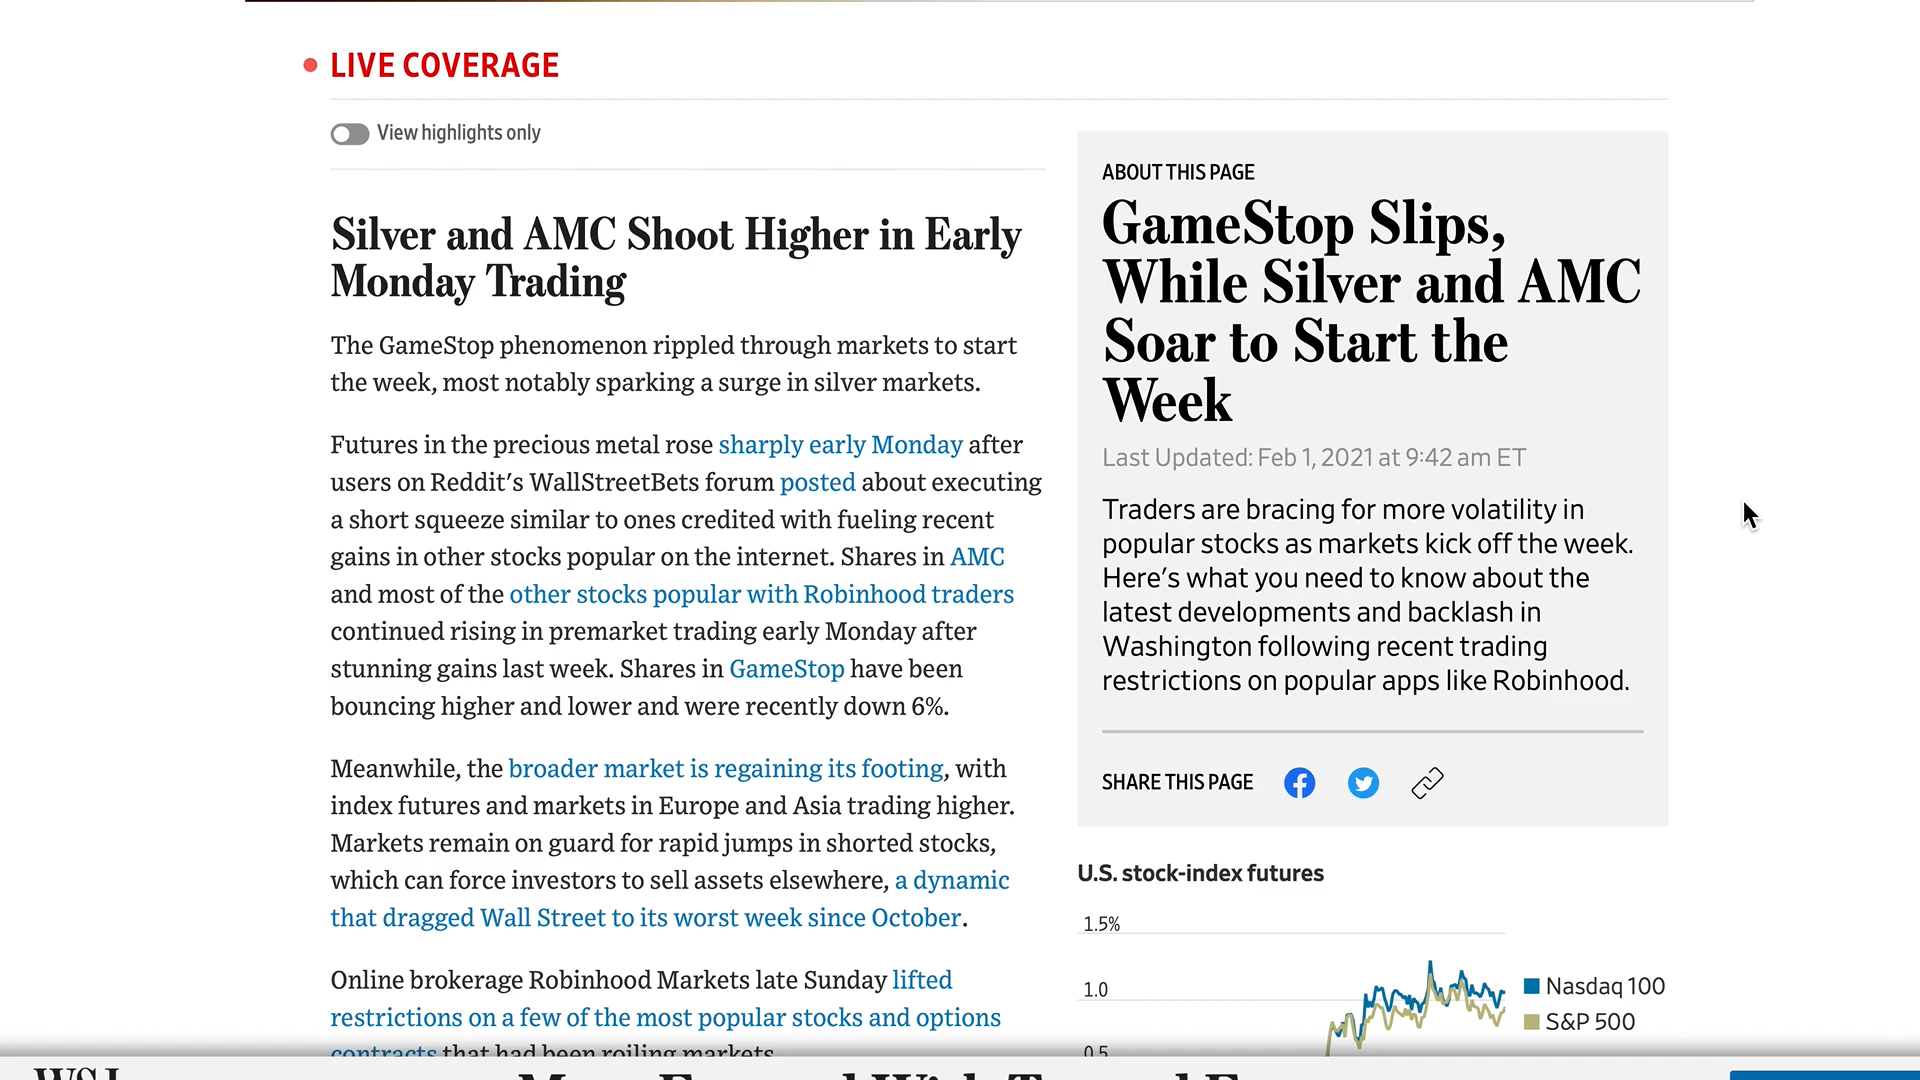 LIVE COVERAGE
View highlights only
Silver and AMC Shoot Higher in Early
Monday Trading
The GameStop phenomenon rippled through markets to start
the week, most notably sparking a surge in silver markets.
Futures in the precious metal rose sharply early Monday after
users on Reddit's WallStreetBets forum posted about executing
a short squeeze similar to ones credited with fueling recent
gains in other stocks popular on the internet. Shares in AMC
and most of the other stocks popular with Robinhood traders
continued rising in premarket trading early Monday after
stunning gains last week. Shares in GameStop have been
bouncing higher and lower and were recently down 6%.
Meanwhile, the broader market is regaining its footing, with
index futures and markets in Europe and Asia trading higher.
Markets remain on guard for rapid jumps in shorted stocks,
which can force investors to sell assets elsewhere, a dynamic
that dragged Wall Street to its worst week since October.
Online brokerage Robinhood Markets late Sunday lifted
restrictions on a few of the most popular stocks and options
contracts that had been roiling markets.
ABOUT THIS PAGE
GameStop Slips,
While Silver and AMC
Soar to Start the
Week
Last Updated: Feb 1, 2021 at 9:42 am ET
Traders are bracing for more volatility in
popular stocks as markets kick off the week.
Here's what you need to know about the
latest developments and backlash in
Washington following recent trading
restrictions on popular apps like Robinhood.
SHARE THIS PAGE
U.S. stock-index futures
1.5%
1.0
0.5
Nasdaq 100
S&P 500
WSJ